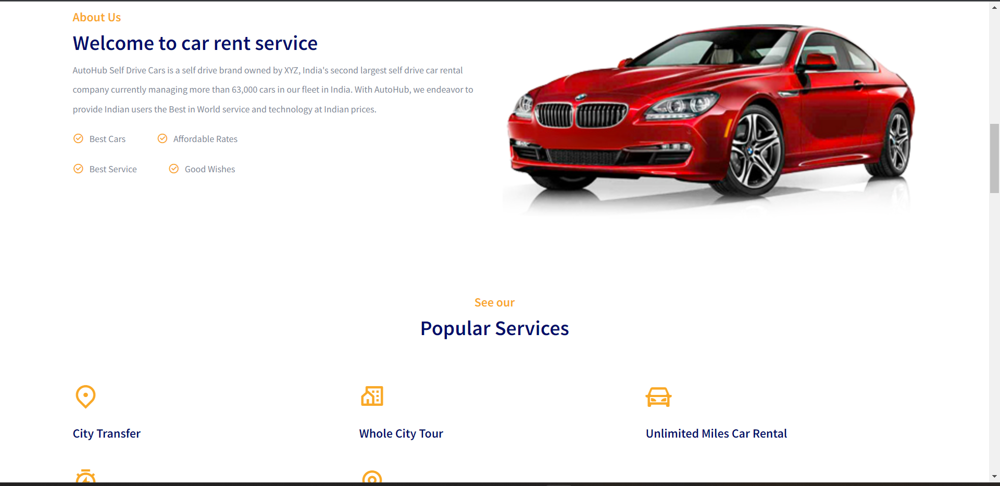 About Us
Welcome to car rent service
AutoHub Self Drive Cars is a self drive brand owned by XYZ, India's second largest self drive car rental
company currently managing more than 63,000 cars in our fleet in India. With AutoHub, we endeavor to
provide Indian users the Best in World service and technology at Indian prices.
Best Cars Affordable Rates
Best Service Good Wishes
See our
Popular Services
City Transfer Whole City Tour Unlimited Miles Car Rental